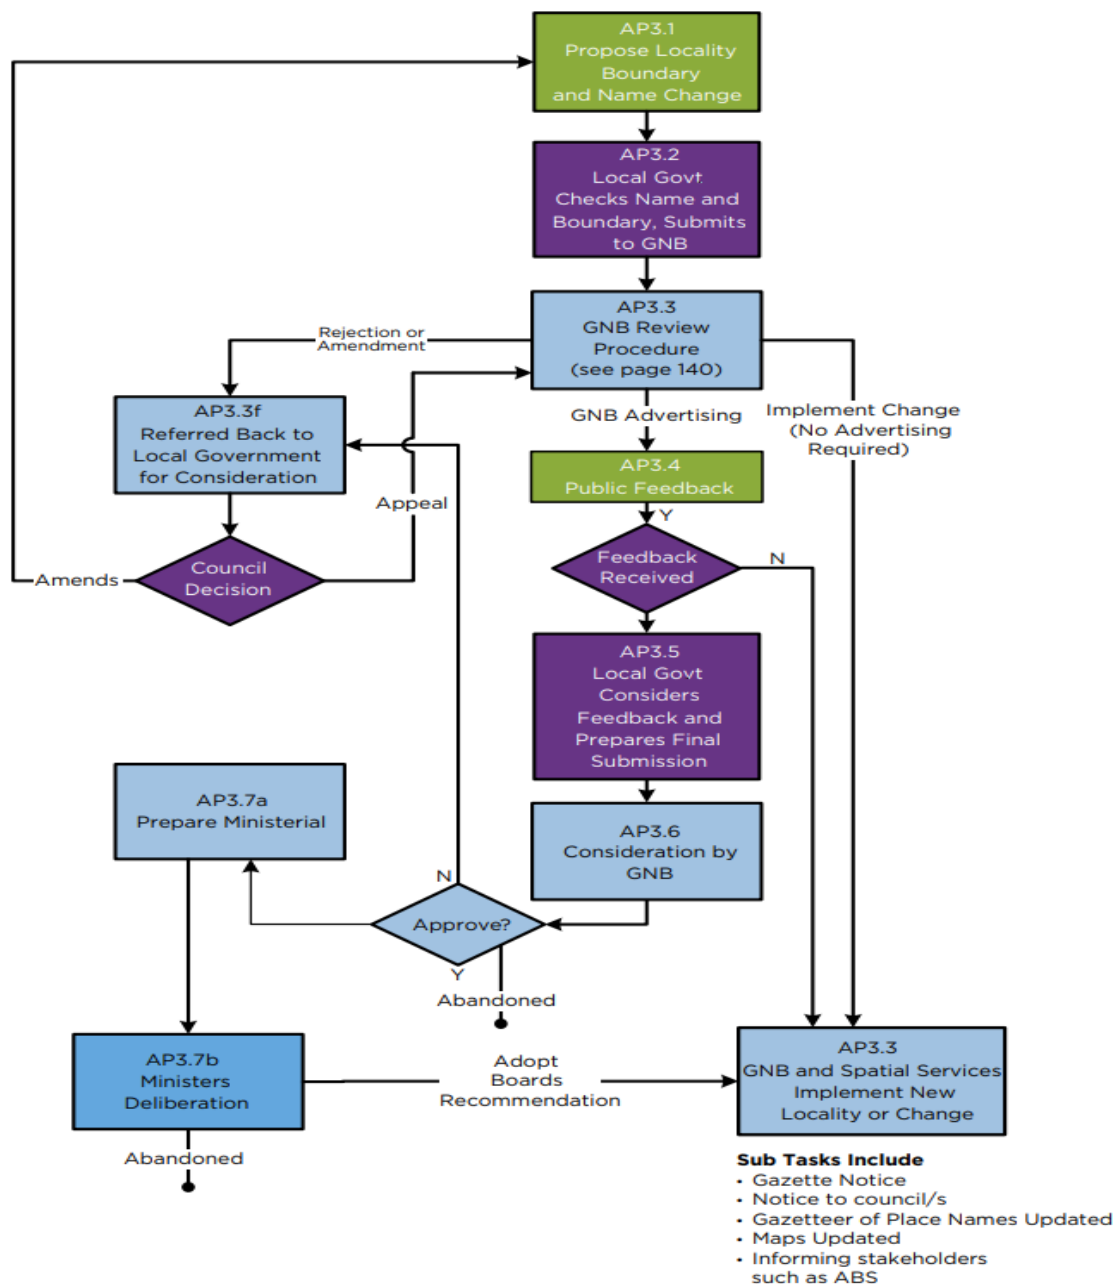 AP3.1
Propose Locality
Boundary
and Name Change
AP3.2
Local Govt
Checks Name and
Boundary, Submits
to GNB
AP3.3
GNB Review
Procedure
(see page 140)
Rejection or
Amendment
AP3.3f
Referred Back to
Local Government
for Consideration
GNB Advertising
Implement Change
(No Advertising
Required)
AP3.4
Public Feedback
Appeal
Y
Feedback
Received
N
Amends
Council
Decision
AP3.5
Local Govt
Considers
Feedback and
Prepares Final
Submission
AP3.7a
Prepare Ministerial
AP3.6
Consideration by
GNB
N
Approve?
Y
Abandoned
AP3.7b
Ministers
Deliberation
Adopt
Boards
Recommendation
AP3.3
GNB and Spatial Services
Implement New
Locality or Change
Abandoned
Sub Tasks Include
• Gazette Notice
• Notice to council/s
• Gazetteer of Place Names Updated
• Maps Updated
• Informing stakeholders
such as ABS